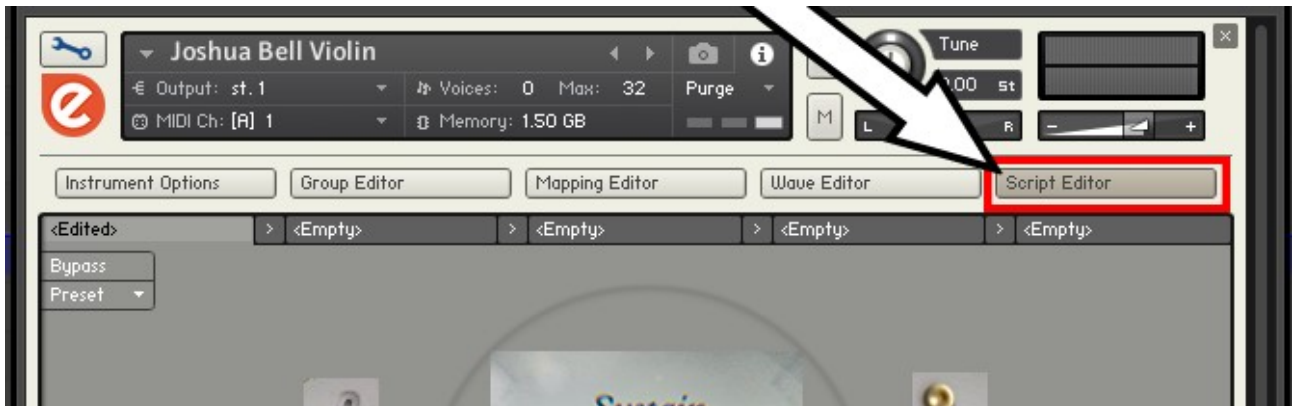 Joshua Bell Violin
Tune
Output: st.1 Voices: 0 Max: 32 Purge st
MIDI Ch: [A] 1 Memory: 1.50 GB M L R - +
Instrument Options Group Editor Mapping Editor Wave Editor Script Editor
<Edited> > <Empty> > <Empty> > <Empty> > <Empty>
Bypass
Preset
Sustain